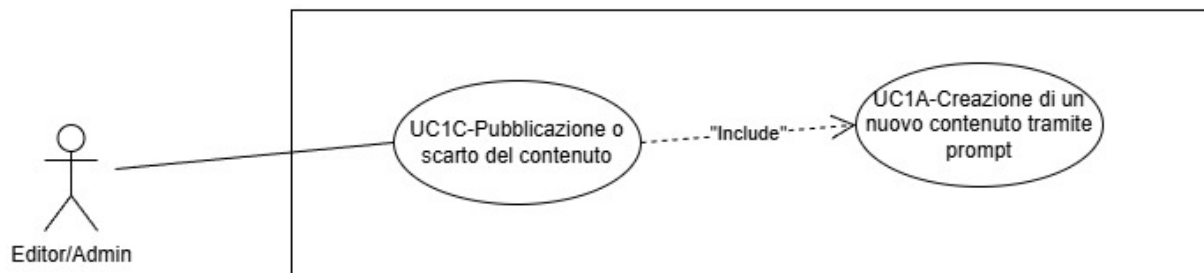 UC1C-Pubblicazione o
scarto del contenuto
"Include"
UC1A-Creazione di un
nuovo contenuto tramite
prompt
Editor/Admin